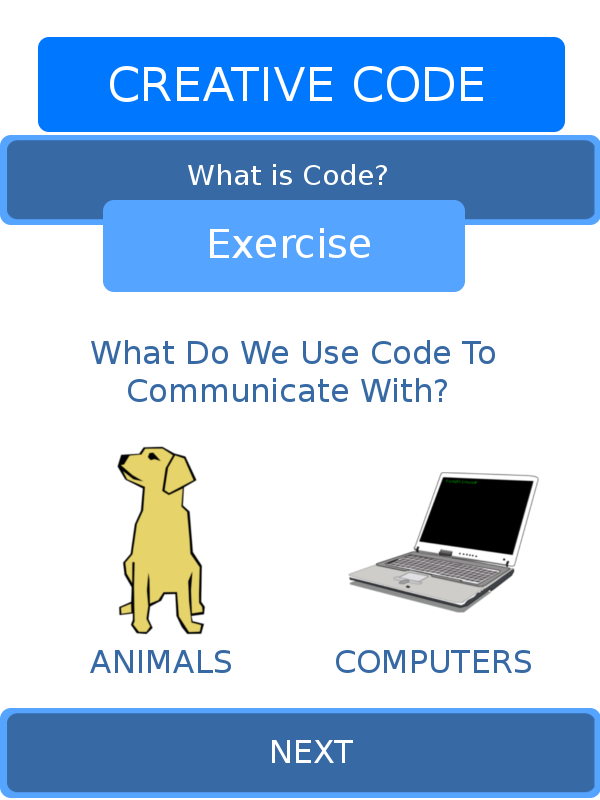 CREATIVE CODE
What is Code?
Exercise
What Do We Use Code To
Communicate With?
ANIMALS
COMPUTERS
NEXT